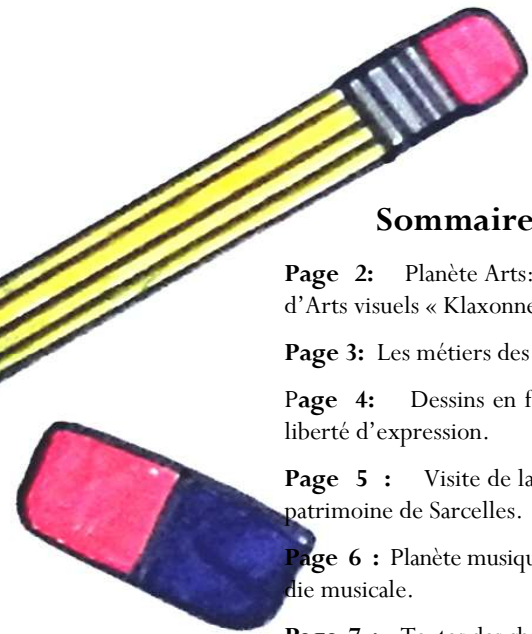 Sommaire
Page 2: Planète Arts:
d’Arts visuels « Klaxonne
Page 3: Les métiers des
Page 4: Dessins en f
liberté d’expression.
Page 5 : Visite de la
patrimoine de Sarcelles.
Page 6 : Planète musiqu
die musicale.